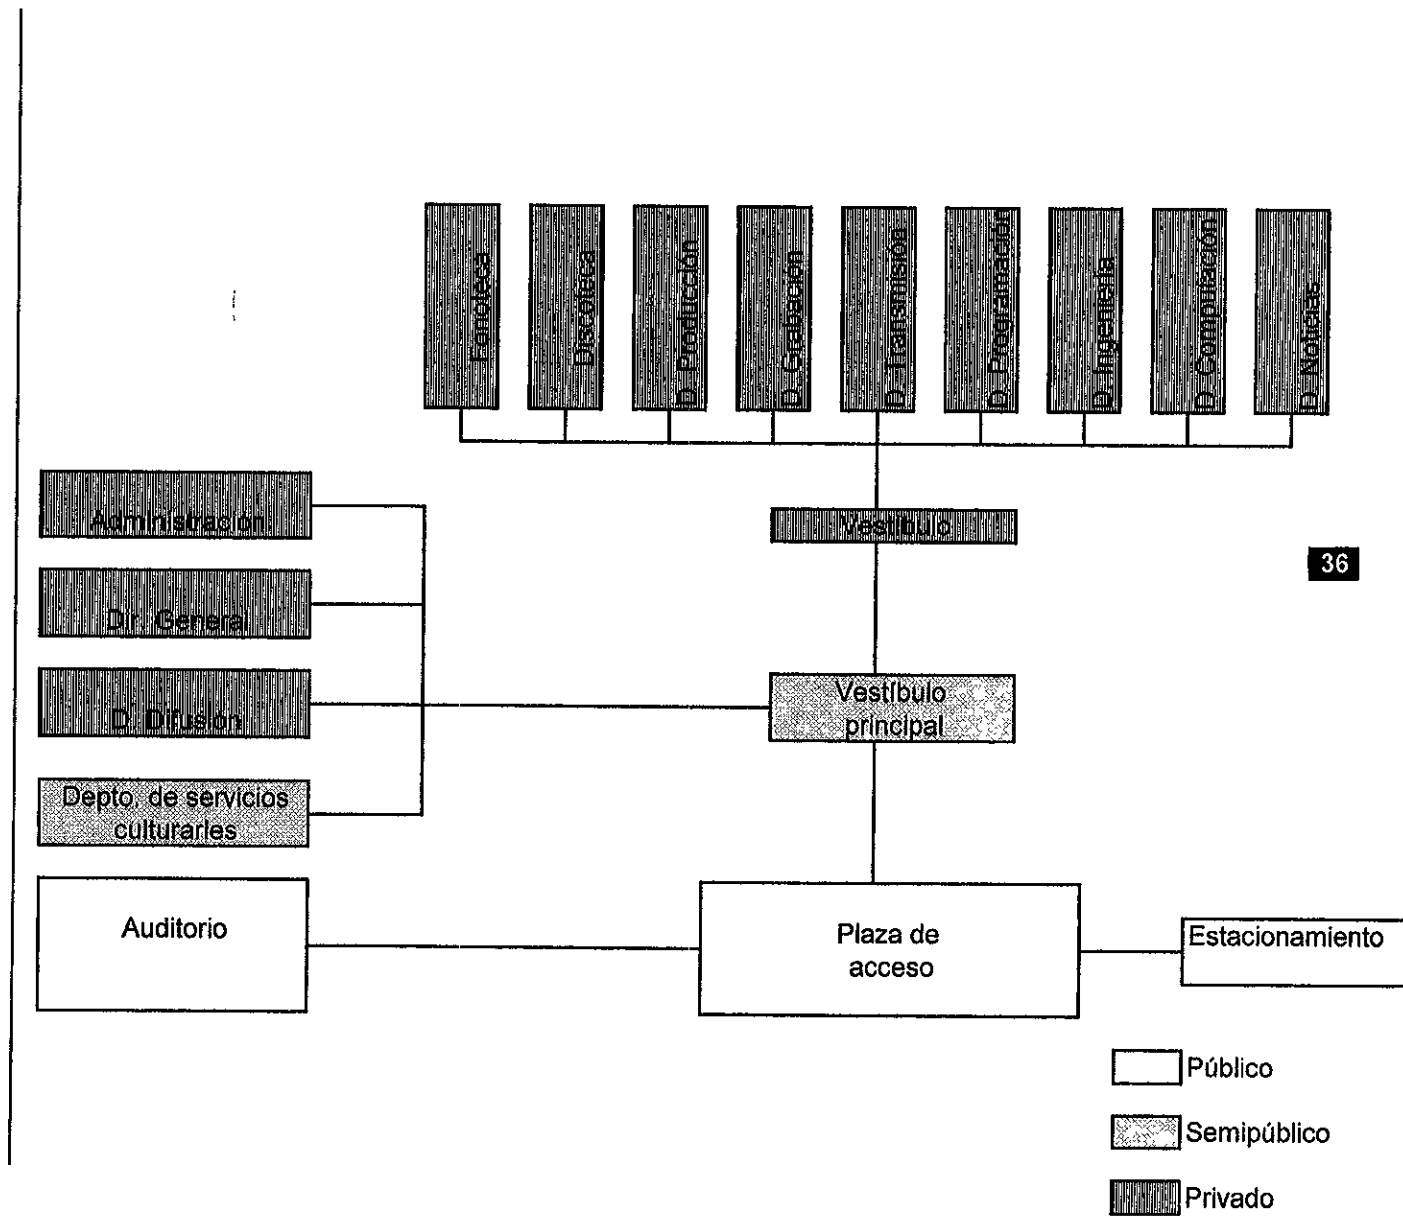 Fonoteca
Discoteca
D. Producción
D. Grabación
D. Transmisión
D. Programación
D. Ingeniería
D. Computación
D. Noticias
Administración
Vestíbulo
36
Dir. General
D. Difusión
Vestíbulo
principal
Depto. de servicios
culturarles
Auditorio
Plaza de
acceso
Estacionamiento
Público
Semipúblico
Privado